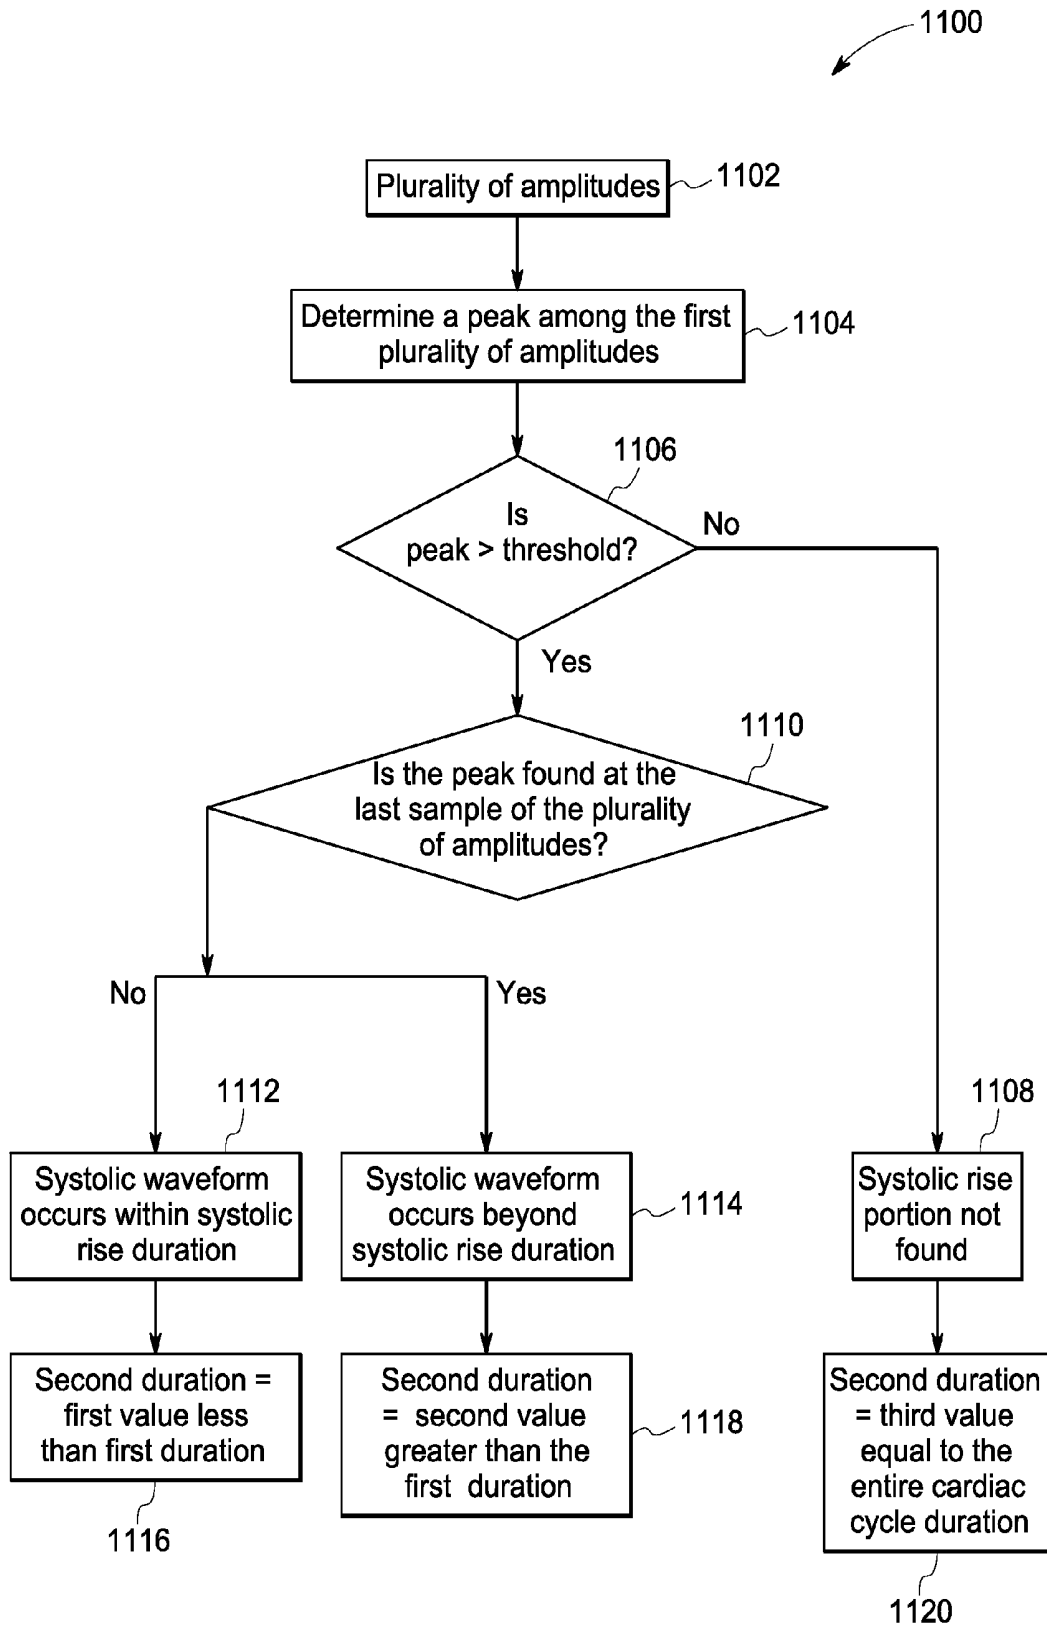 1100
Plurality of amplitudes
1102
Determine a peak among the first
plurality of amplitudes
1104
1106
Is
peak > threshold?
No
Yes
1110
Is the peak found at the
last sample of the plurality
of amplitudes?
No
Yes
1112
1108
Systolic waveform
occurs within systolic
rise duration
Systolic waveform
occurs beyond
systolic rise duration
1114
Systolic rise
portion not
found
Second duration =
first value less
than first duration
1116
Second duration
= second value
greater than the
first duration
1118
Second duration
= third value
equal to the
entire cardiac
cycle duration
1120